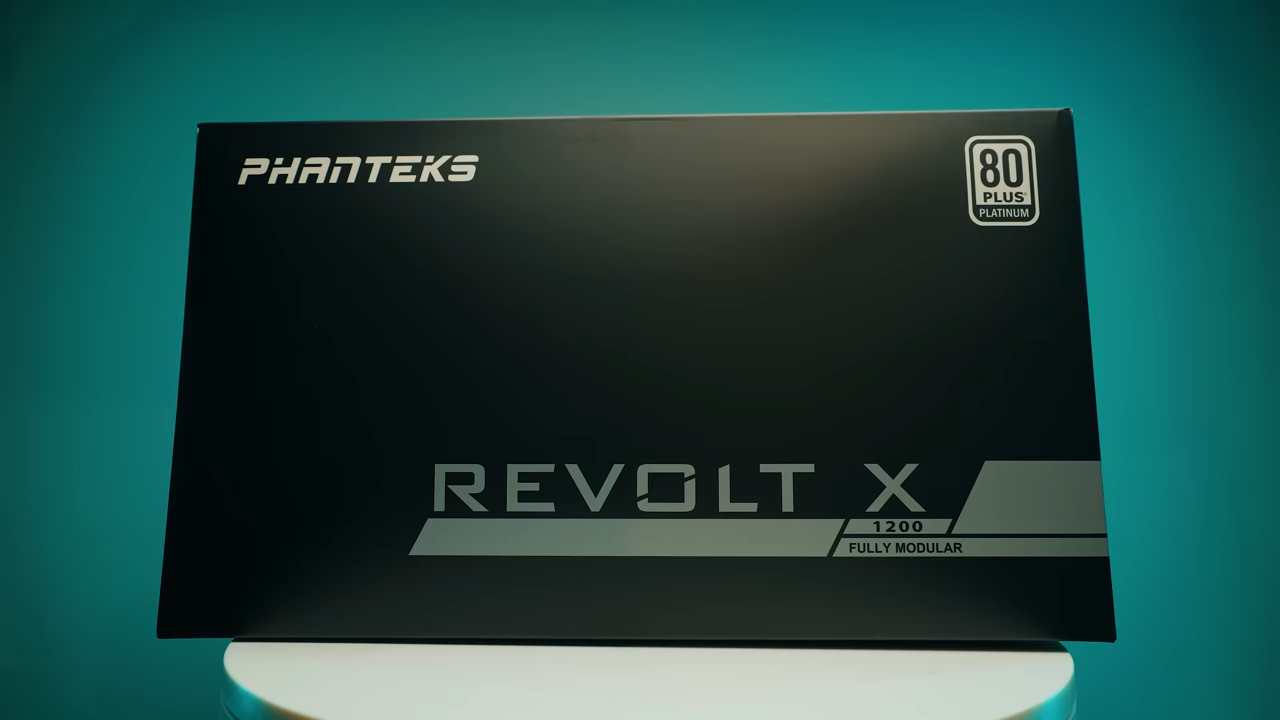 PHANTEKS
80
PLUS®
PLATINUM
REVOLT X
1200
FULLY MODULAR